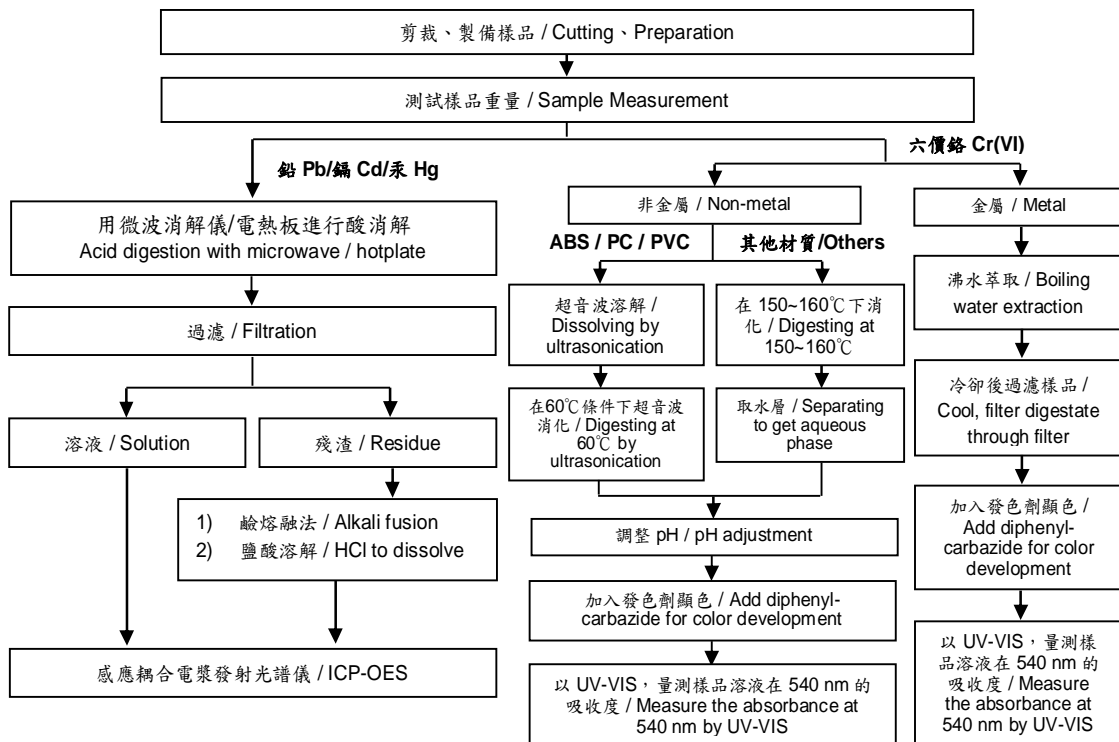 剪裁、製備樣品 / Cutting、Preparation
測試樣品重量 / Sample Measurement
鉛 Pb/鎘 Cd/汞 Hg
用微波消解儀/電熱板進行酸消解
Acid digestion with microwave / hotplate
過濾 / Filtration
溶液 / Solution
殘渣 / Residue
1) 鹼熔融法 / Alkali fusion
2) 鹽酸溶解 / HCl to dissolve
感應耦合電漿發射光譜儀 / ICP-OES
六價鉻 Cr(VI)
非金屬 / Non-metal
ABS / PC / PVC
超音波溶解 /
Dissolving by
ultrasonication
在60℃條件下超音波
消化 / Digesting at
60℃ by
ultrasonication
其他材質/Others
在 150~160℃下消
化 / Digesting at
150~160℃
取水層 / Separating
to get aqueous
phase
調整 pH / pH adjustment
加入發色劑顯色 / Add diphenyl-
carbazide for color development
以 UV-VIS，量測樣品溶液在 540 nm 的
吸收度 / Measure the absorbance at
540 nm by UV-VIS
金屬 / Metal
沸水萃取 / Boiling
water extraction
冷卻後過濾樣品 /
Cool, filter digestate
through filter
加入發色劑顯色 /
Add diphenyl-
carbazide for color
development
以 UV-VIS，量測樣
品溶液在 540 nm 的
吸收度 / Measure
the absorbance at
540 nm by UV-VIS